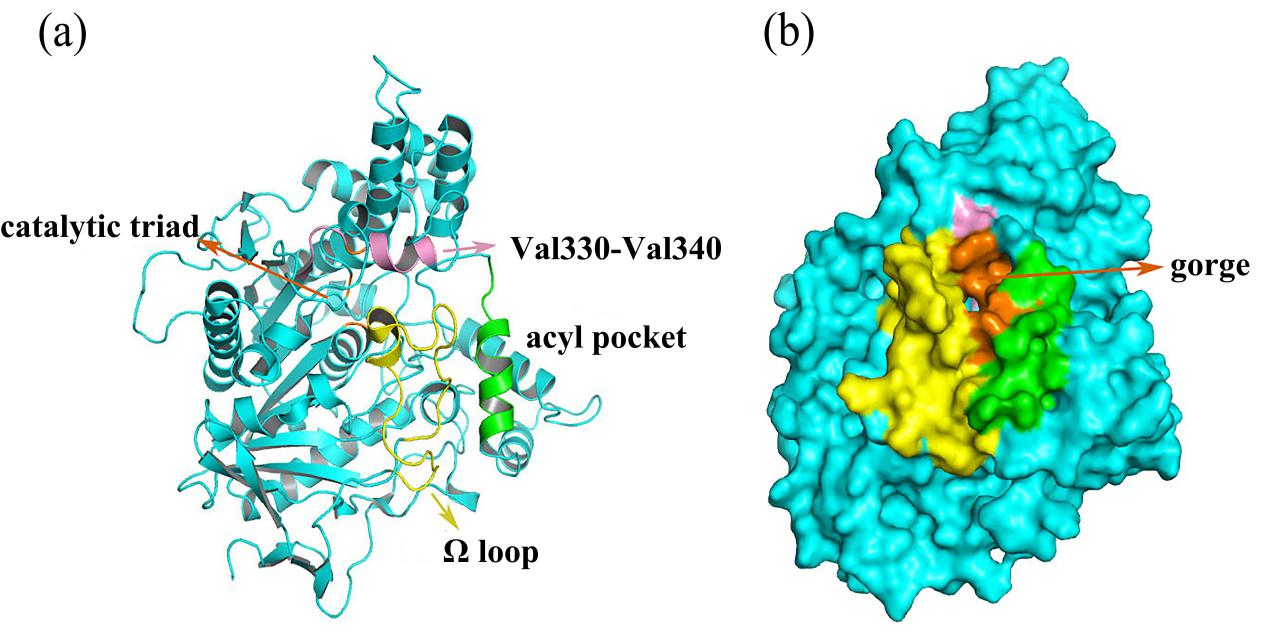 (a)
(b)
catalytic triad
Val330-Val340
gorge
acyl pocket
Ω loop